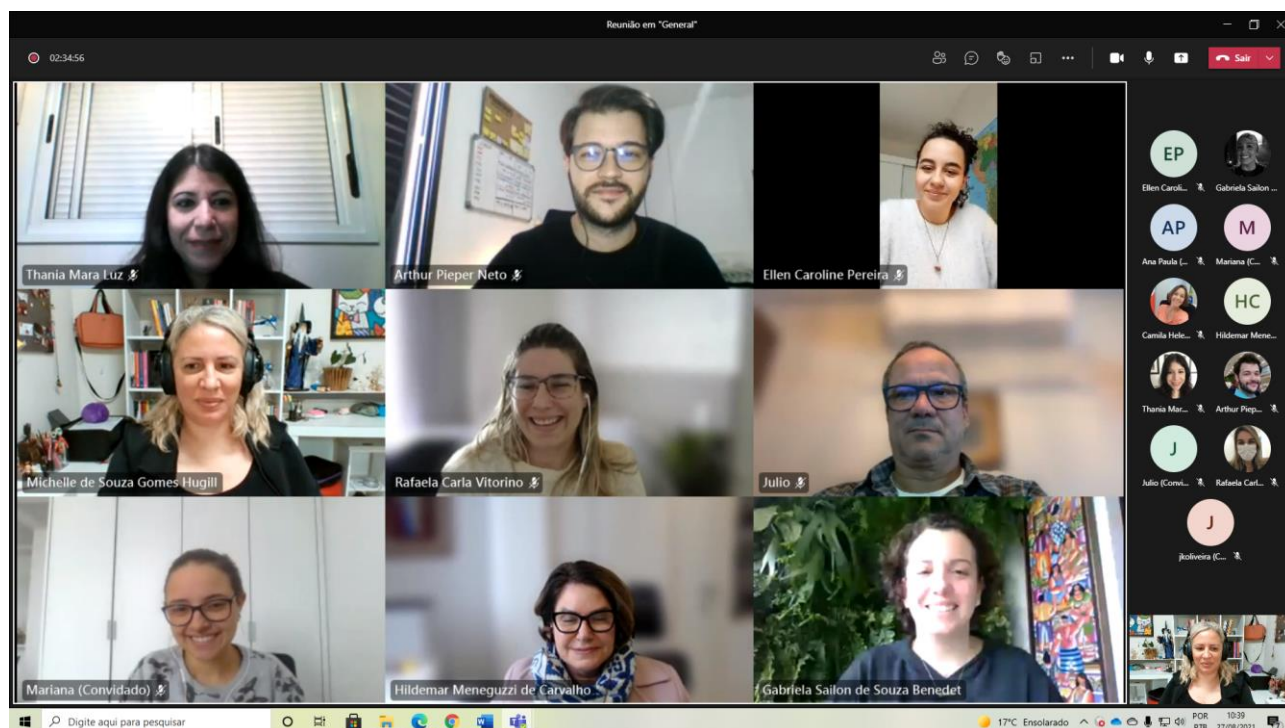 Reunião em "General"
02:34:56
Sair
Thania Mara Luz
Arthur Pieper Neto
Ellen Caroline Pereira
Michelle de Souza Gomes Hugill
Rafaela Carla Vitorino
Julio
Mariana (Convidado)
Hildemar Meneguzzi de Carvalho
Gabriela Sailon de Souza Benedet
EP
Ellen Caroli...
Gabriela Sailon ...
AP
M
Ana Paula (...
Mariana (C...
HC
Camila Hele...
Hildemar Mene...
Thania Mar...
Arthur Piep...
J
Julio (Convi...
Rafaela Carl...
J
jkoliveira (C...
Digite aqui para pesquisar
17°C Ensolarado
POR
10:39
PTB
27/08/2021